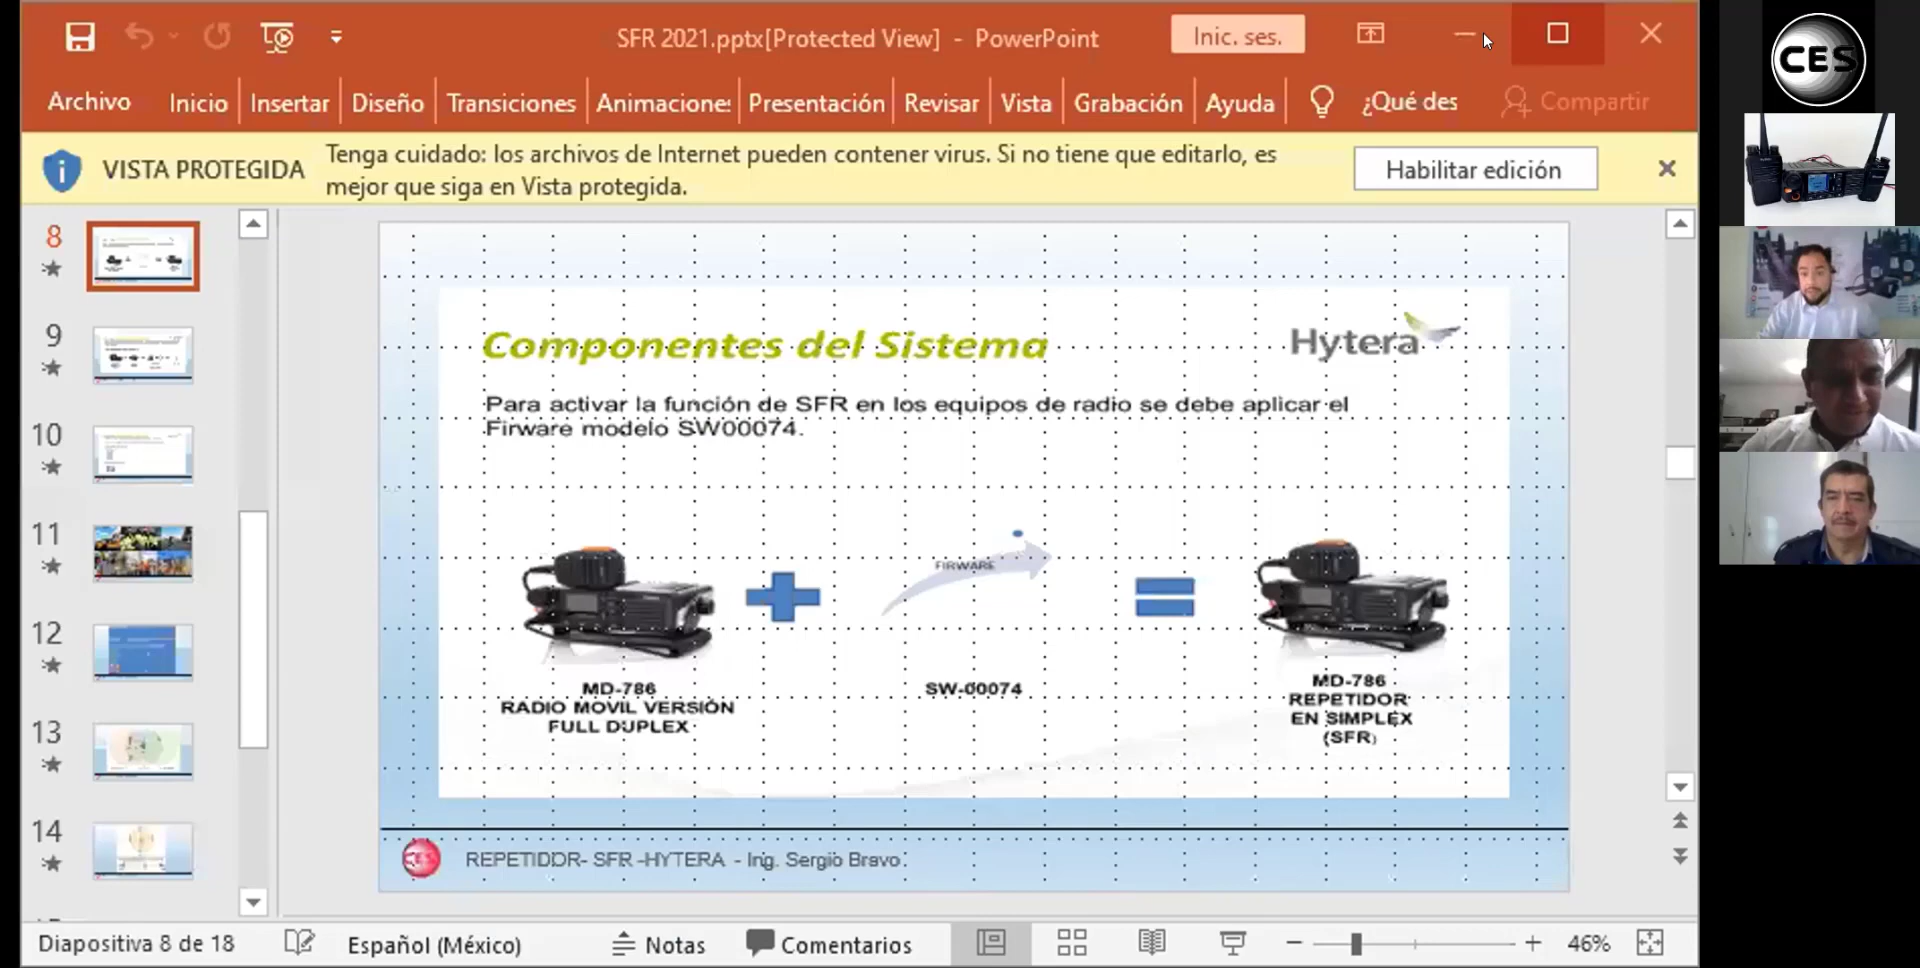 SFR 2021.pptx[Protected View] - PowerPoint
Inic. ses.
Archivo
Inicio
Insertar
Diseño
Transiciones
Animacione:
Presentación
Revisar
Vista
Grabación
Ayuda
¿Qué des
Compartir
VISTA PROTEGIDA
Tenga cuidado: los archivos de Internet pueden contener virus. Si no tiene que editarlo, es
mejor que siga en Vista protegida.
Habilitar edición
8
9
10
11
12
13
14
Componentes del Sistema
Hytera
Para activar la función de SFR en los equipos de radio se debe aplicar el
Firware modelo SW00074.
FIRWARE
MD-786
RADIO MOVIL VERSIÓN
FULL DUPLEX
SW-00074
MD-786
REPETIDOR
EN SIMPLEX
(SFR)
CES
REPETIDOR- SFR -HYTERA - Ing. Sergio Bravo.
Diapositiva 8 de 18
Español (México)
Notas
Comentarios
46%
CES